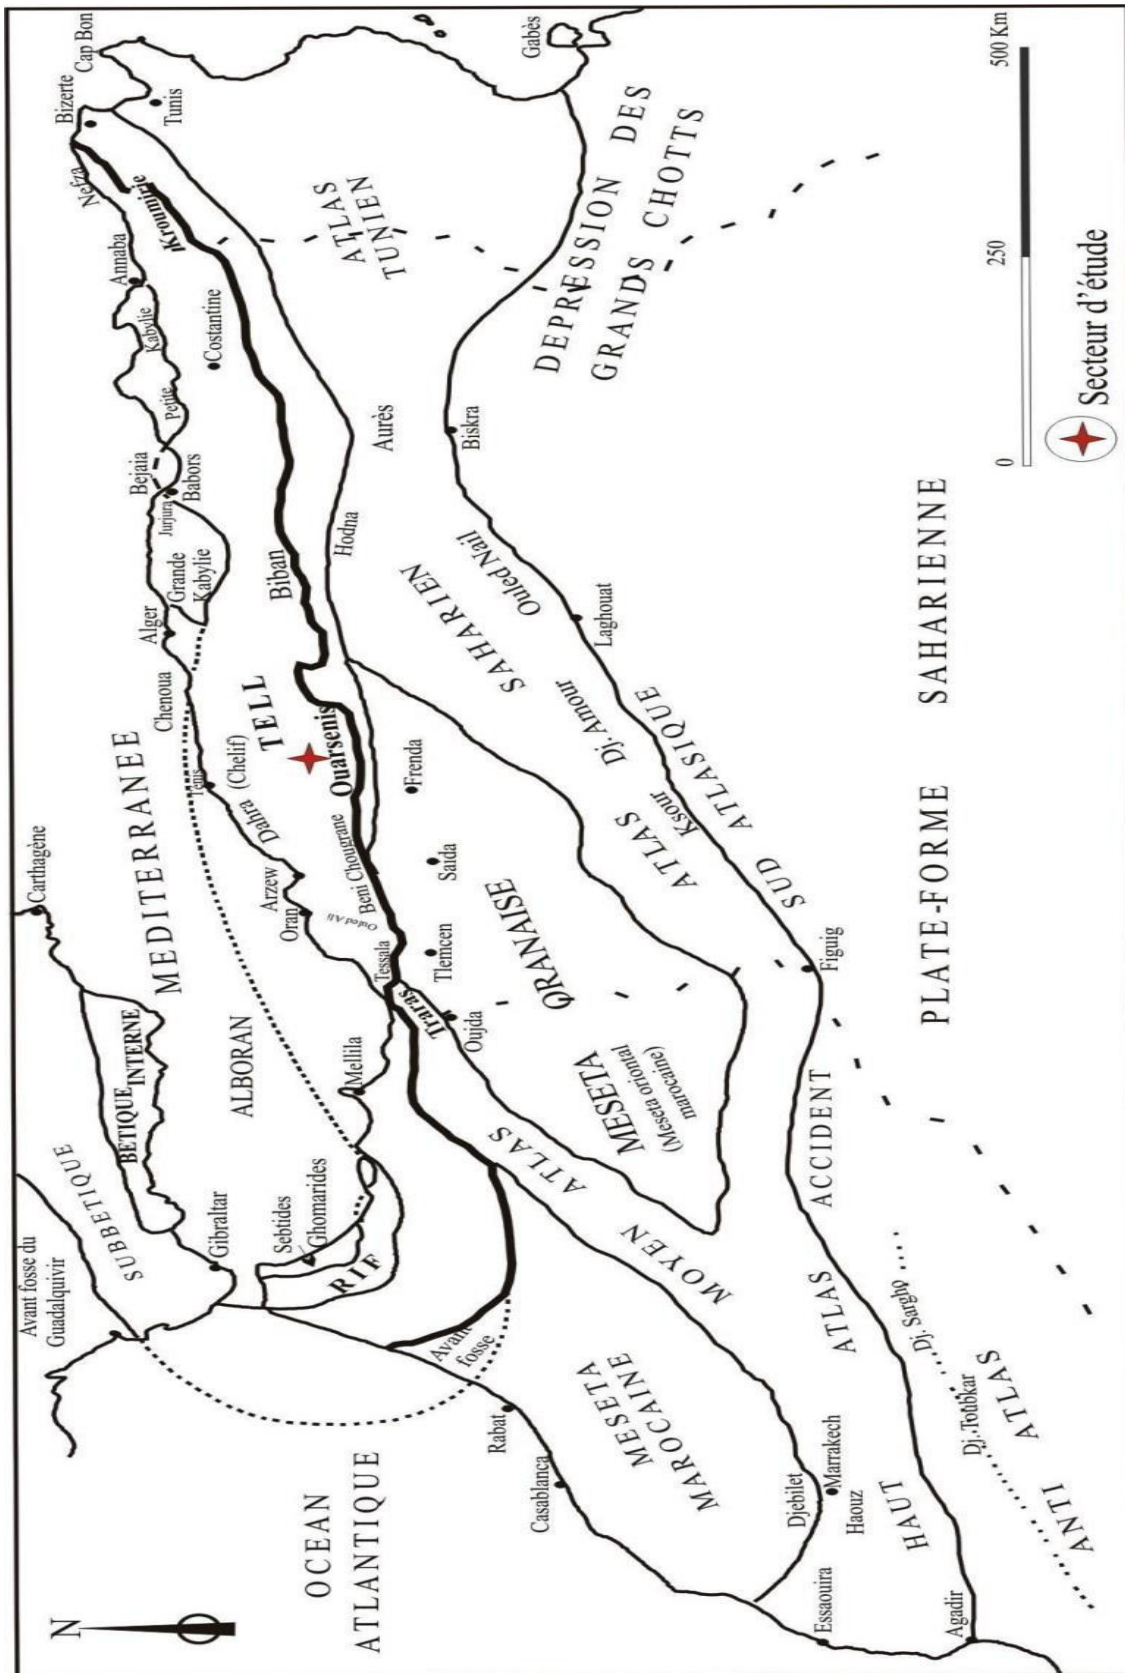 N
OCEAN
ATLANTIQUE
Avant fosse du
Guadalquivir
SUBBETIQUE
BETIQUE
INTERNE
Carthagène
MEDITERRANEE
ALBORAN
Gibraltar
Sebtides
Ghomarides
RIF
Mellila
Avant
fosse
Rabat
Casablanca
MESETA
MAROCAINE
Essaouira
Djebilet
Marrakech
Haouz
Agadir
HAUT
ATLAS
MOYEN
ATLAS
ANTI
ATLAS
Dj. Toubkar
Dj. Sargho
ACCIDENT
SUD
ATLASIQUE
MESETA
(Meseta oriontal
marocaine)
ORANAISE
Oujda
Traras
Tlemcen
Tessala
Ouled Ali
Oran
Arzew
Beni Chougrane
Saida
Frenda
Figuig
Dahra (Chelif)
Tenis
TELL
Ouarsenis
Chenoua
Alger
Grande
Kabylie
Jurjura
Bejaia
Babors
Petite
Kabylie
Annaba
Costantine
Biban
Hodna
Aurès
Biskra
ATLAS
SAHARIEN
Ksour
Dj. Amour
Ouled Nail
Laghouat
Nefza
Kroumirie
Bizerte
Cap Bon
Tunis
ATLAS
TUNIEN
Gabès
DEPRESSION DES
GRANDS CHOTTS
PLATE-FORME SAHARIENNE
0 250 500 Km
Secteur d'étude